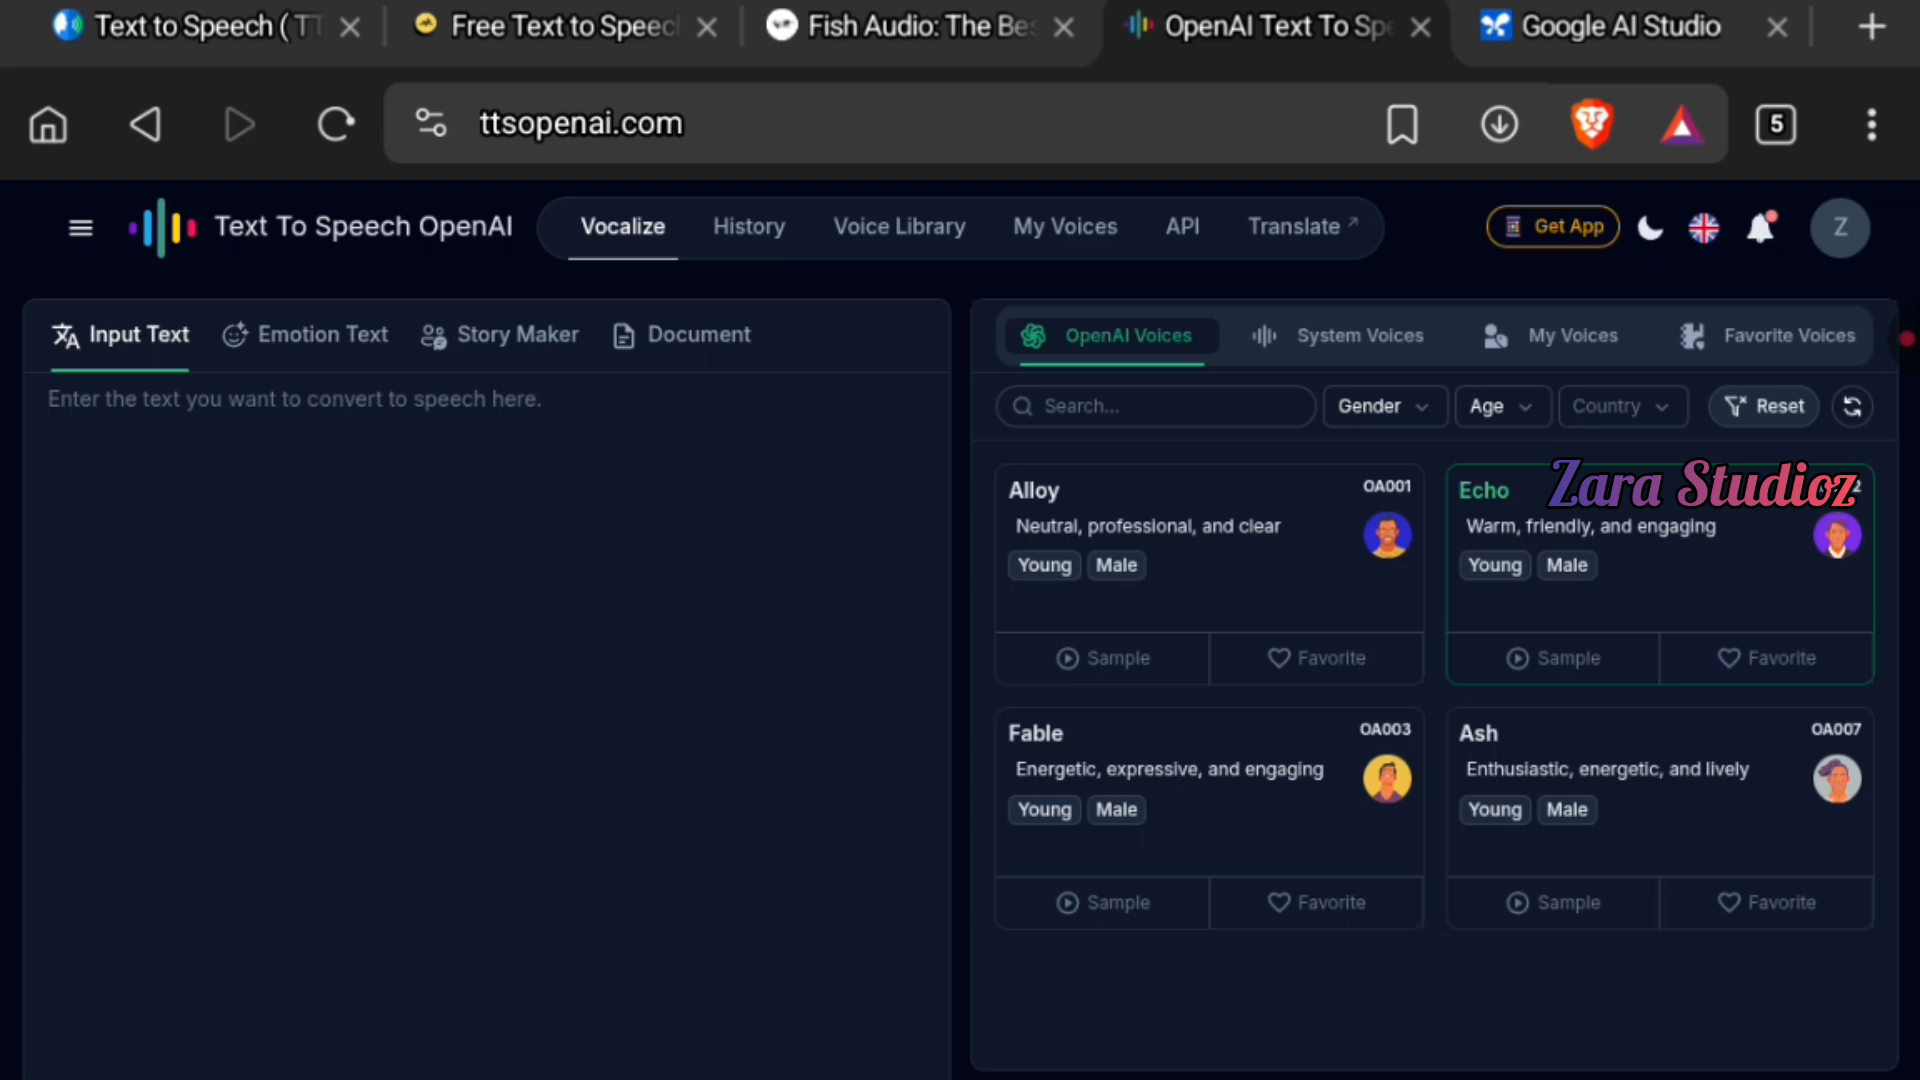 Text to Speech (TT
Free Text to Speech
Fish Audio: The Bes
OpenAI Text To Spe
Google AI Studio
ttsopenai.com
5
Text To Speech OpenAI
Vocalize
History
Voice Library
My Voices
API
Translate
Get App
Z
Input Text
Emotion Text
Story Maker
Document
Enter the text you want to convert to speech here.
OpenAI Voices
System Voices
My Voices
Favorite Voices
Search...
Gender
Age
Country
Reset
Zara Studioz
Alloy
OA001
Neutral, professional, and clear
Young
Male
Sample
Favorite
Echo
Warm, friendly, and engaging
Young
Male
Sample
Favorite
Fable
OA003
Energetic, expressive, and engaging
Young
Male
Sample
Favorite
Ash
OA007
Enthusiastic, energetic, and lively
Young
Male
Sample
Favorite